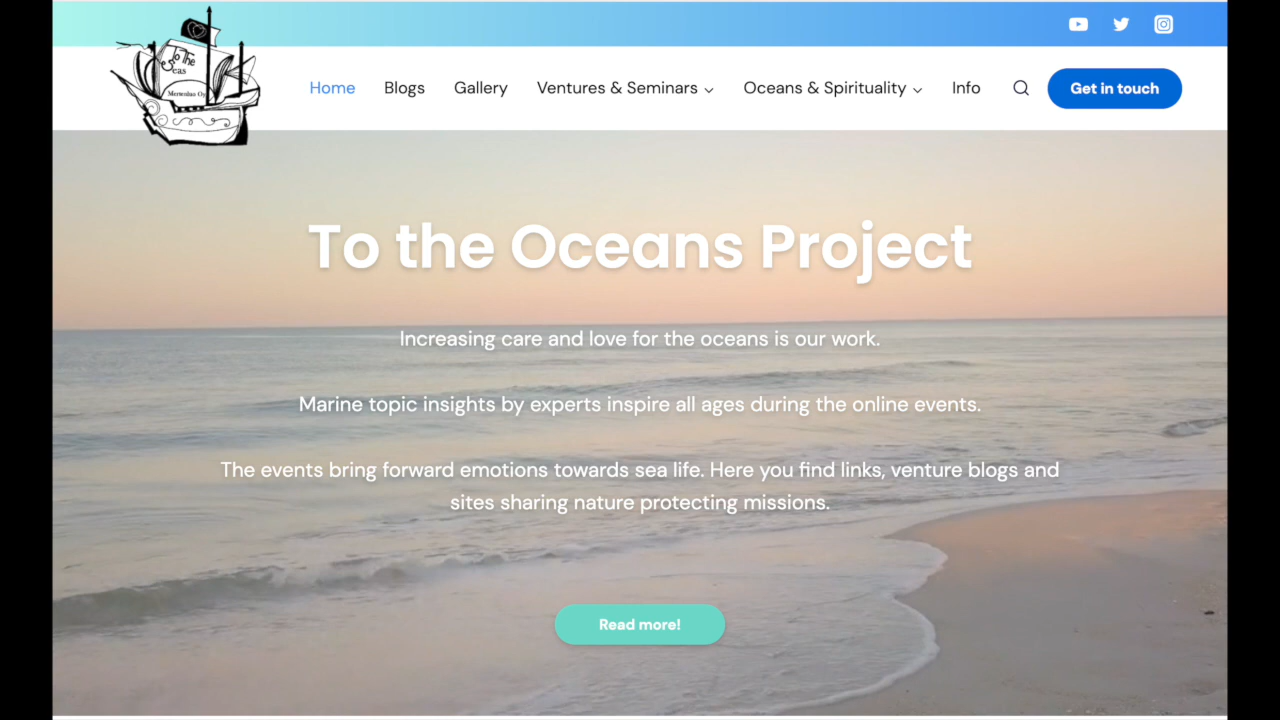 To The
Seas
Merwolus Oy
Home Blogs Gallery Ventures & Seminars Oceans & Spirituality Info Get in touch
To the Oceans Project
Increasing care and love for the oceans is our work.
Marine topic insights by experts inspire all ages during the online events.
The events bring forward emotions towards sea life. Here you find links, venture blogs and
sites sharing nature protecting missions.
Read more!